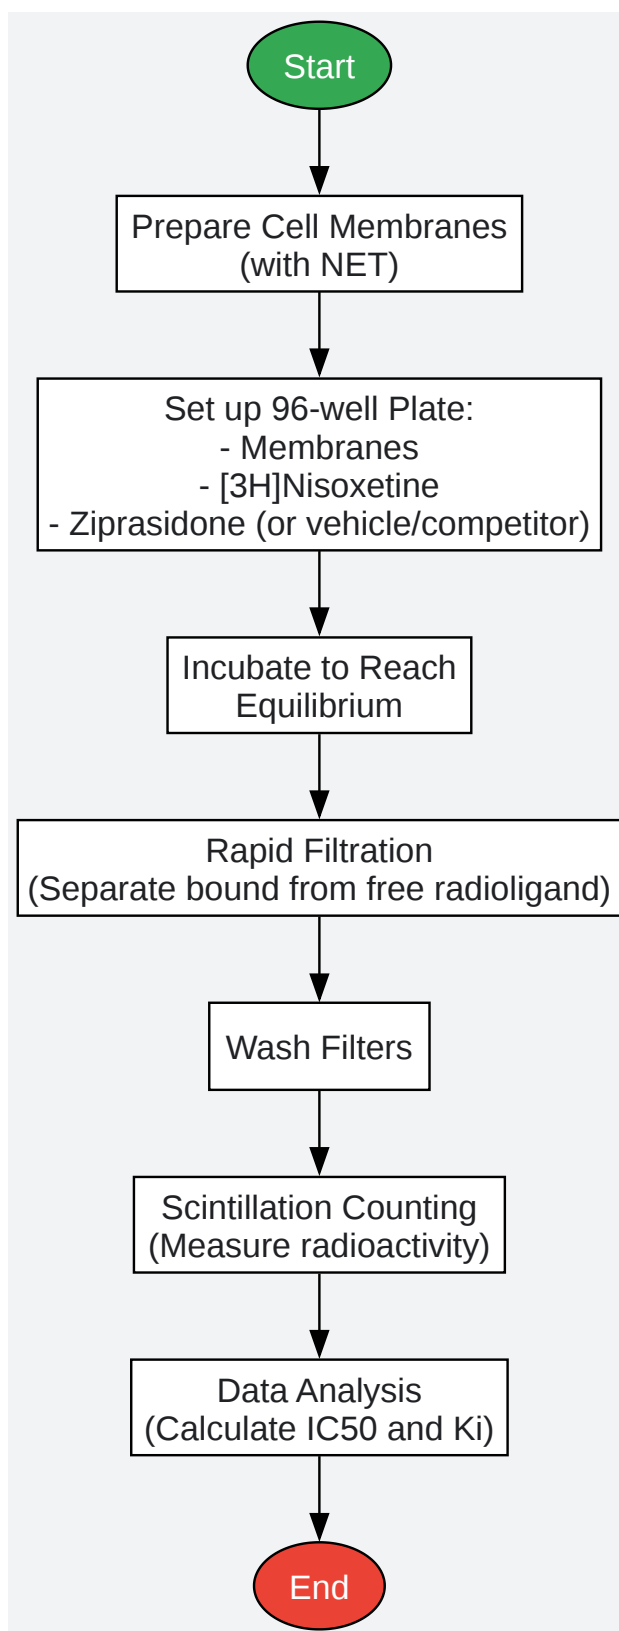 Start
Prepare Cell Membranes
(with NET)
Set up 96-well Plate:
- Membranes
- [3H]Nisoxetine
- Ziprasidone (or vehicle/competitor)
Incubate to Reach
Equilibrium
Rapid Filtration
(Separate bound from free radioligand)
Wash Filters
Scintillation Counting
(Measure radioactivity)
Data Analysis
(Calculate IC50 and Ki)
End